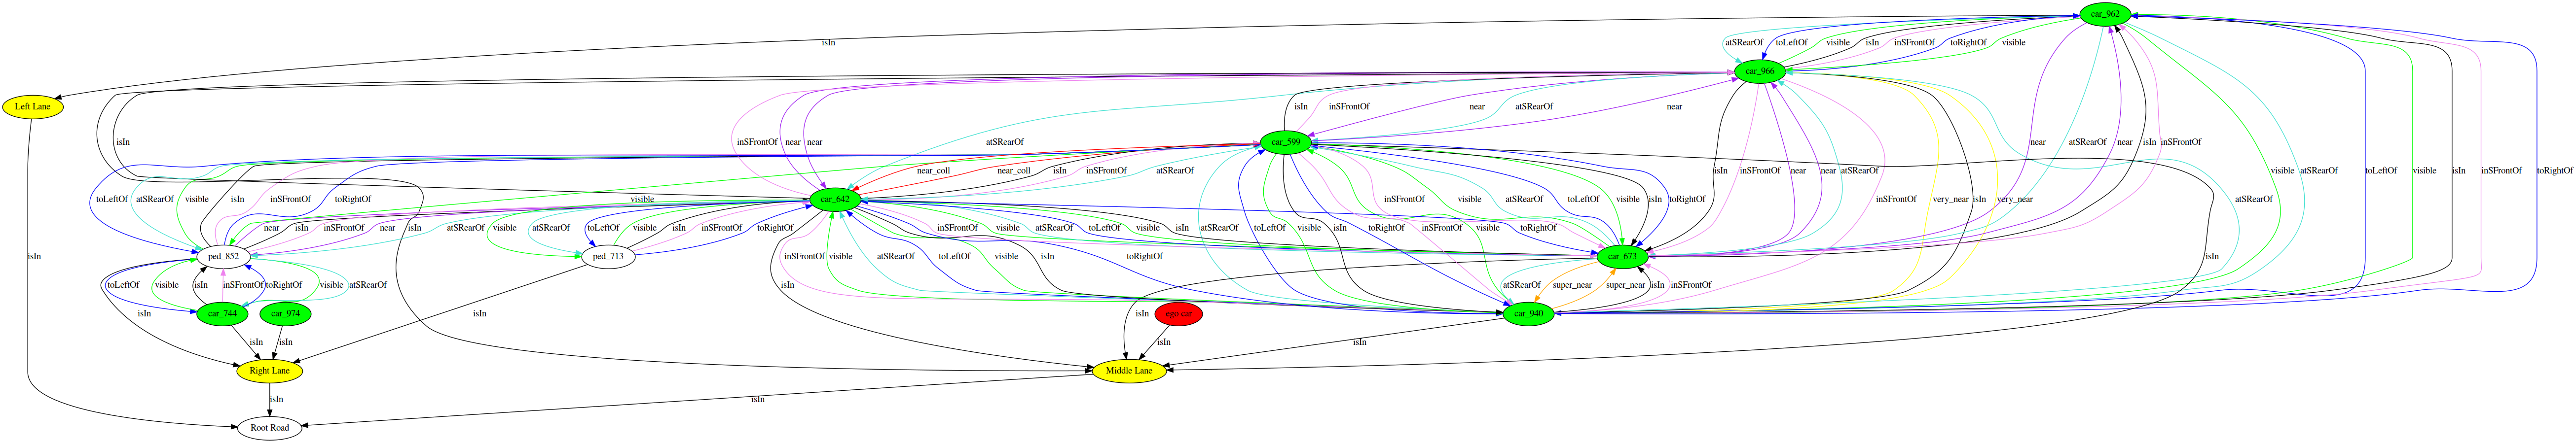 car_962
isIn
atSRearOf toLeftOf visible isIn inSFrontOf toRightOf visible
car_966
Left Lane
isIn near atSRearOf near
inSFrontOf
isIn inSFrontOf near near atSRearOf car_599 isIn inSFrontOf near near atSRearOf near atSRearOf near isIn inSFrontOf
visible atSRearOf toLeftOf visible isIn inSFrontOf toRightOf
near_coll near_coll isIn inSFrontOf atSRearOf
toLeftOf atSRearOf visible isIn inSFrontOf toRightOf visible car_642 inSFrontOf visible atSRearOf toLeftOf isIn toRightOf inSFrontOf very_near isIn very_near atSRearOf
isIn near isIn inSFrontOf near atSRearOf visible atSRearOf toLeftOf visible isIn inSFrontOf toRightOf inSFrontOf visible atSRearOf toLeftOf visible isIn toRightOf atSRearOf toLeftOf visible isIn toRightOf inSFrontOf visible
isIn ped_852 ped_713 inSFrontOf visible atSRearOf toLeftOf visible isIn toRightOf car_673 isIn
toLeftOf visible isIn inSFrontOf toRightOf visible atSRearOf isIn atSRearOf super_near super_near isIn inSFrontOf
isIn car_744 car_974 isIn ego car isIn car_940
isIn isIn isIn isIn
Right Lane Middle Lane
isIn isIn
Root Road